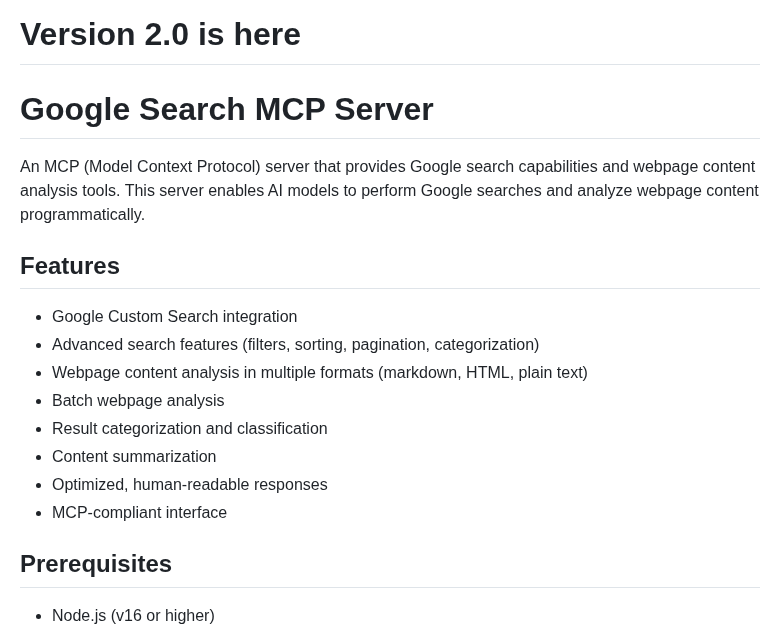 Version 2.0 is here
Google Search MCP Server
An MCP (Model Context Protocol) server that provides Google search capabilities and webpage content
analysis tools. This server enables AI models to perform Google searches and analyze webpage content
programmatically.
Features
Google Custom Search integration
Advanced search features (filters, sorting, pagination, categorization)
Webpage content analysis in multiple formats (markdown, HTML, plain text)
Batch webpage analysis
Result categorization and classification
Content summarization
Optimized, human-readable responses
MCP-compliant interface
Prerequisites
Node.js (v16 or higher)